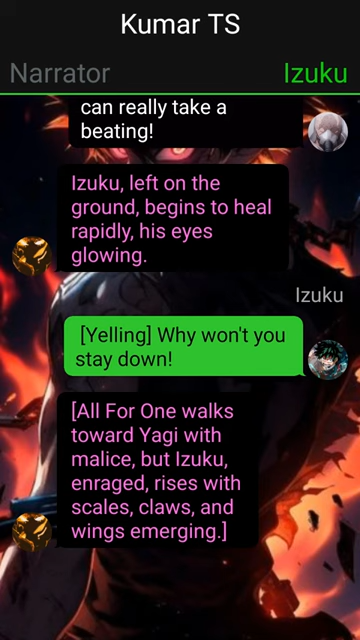 Kumar TS
Narrator
Izuku
can really take a
beating!
Izuku, left on the
ground, begins to heal
rapidly, his eyes
glowing.
Izuku
[Yelling] Why won't you
stay down!
[All For One walks
toward Yagi with
malice, but Izuku,
enraged, rises with
scales, claws, and
wings emerging.]